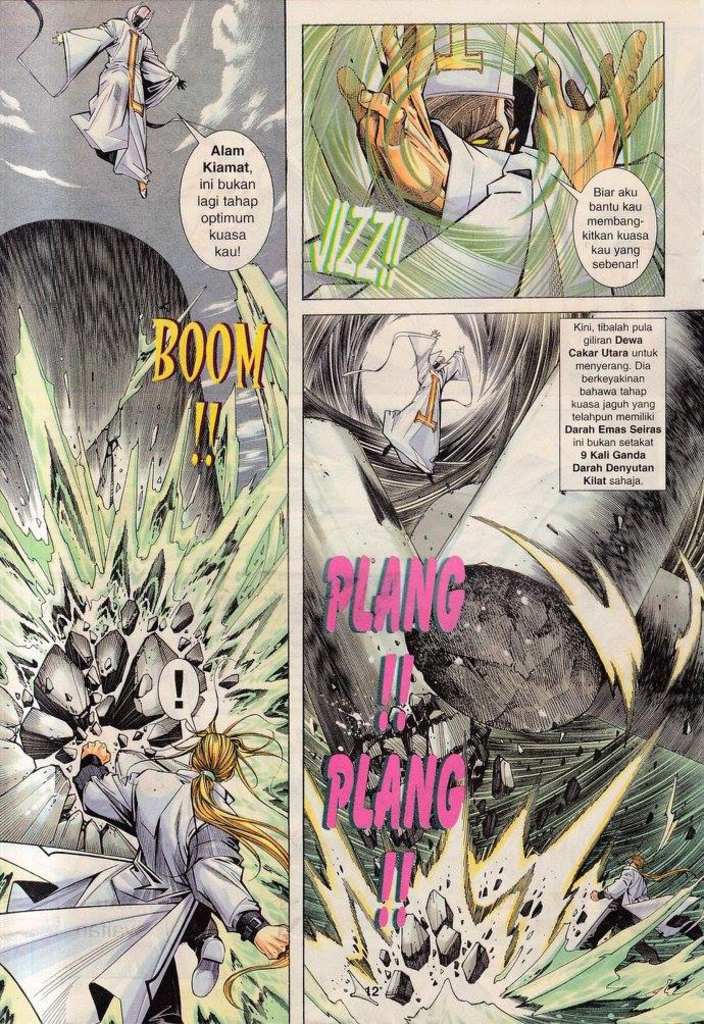 Alam
Kiamat,
ini bukan
lagi tahap
optimum
kuasa
kau!
BOOM
!!
!
JIZZ!!
Biar aku
bantu kau
membang-
kitkan kuasa
kau yang
sebenar!
Kini, tibalah pula
giliran Dewa
Cakar Utara untuk
menyerang. Dia
berkeyakinan
bahawa tahap
kuasa jaguh yang
telahpun memiliki
Darah Emas Seiras
ini bukan setakat
9 Kali Ganda
Darah Denyutan
Kilat sahaja.
PLANG
!!
PLANG
!!
12